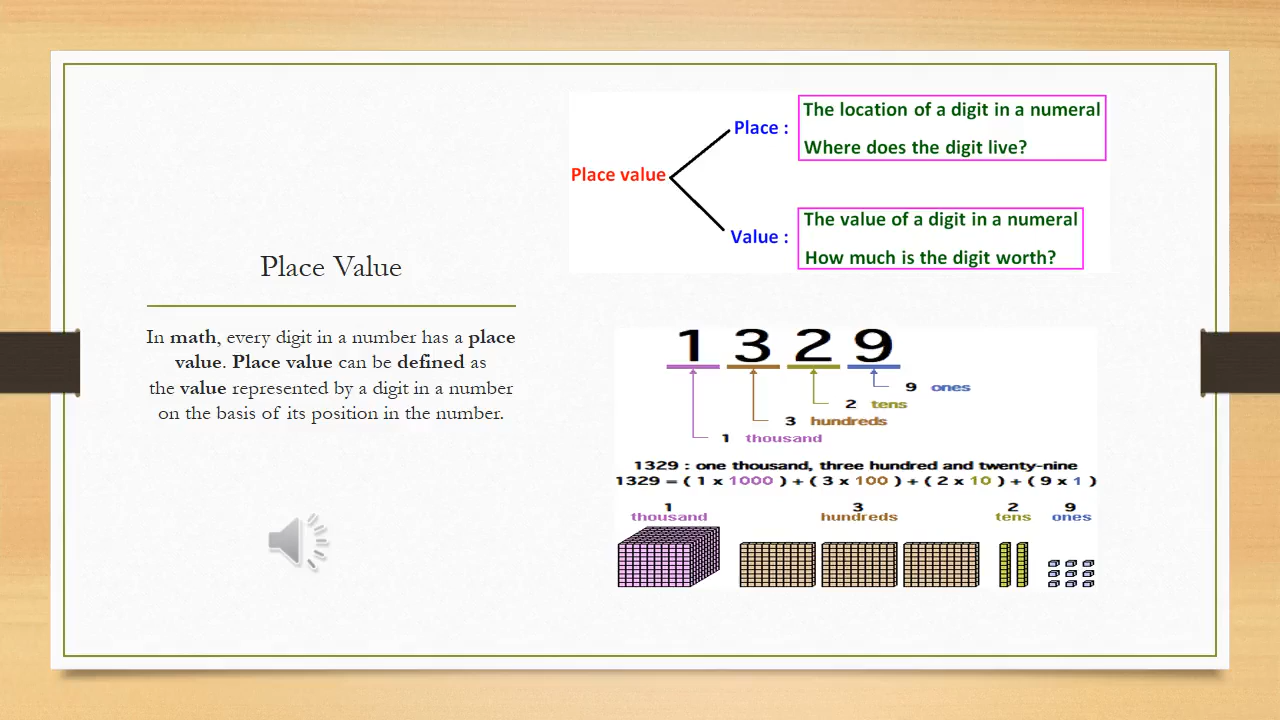 Place Value
In math, every digit in a number has a place
value. Place value can be defined as
the value represented by a digit in a number
on the basis of its position in the number.
Place value
Place :
The location of a digit in a numeral
Where does the digit live?
Value :
The value of a digit in a numeral
How much is the digit worth?
1 3 2 9
9 ones
2 tens
3 hundreds
1 thousand
1329 : one thousand, three hundred and twenty-nine
1329 = ( 1 x 1000 ) + ( 3 x 100 ) + ( 2 x 10 ) + ( 9 x 1 )
1 3 2 9
thousand hundreds tens ones